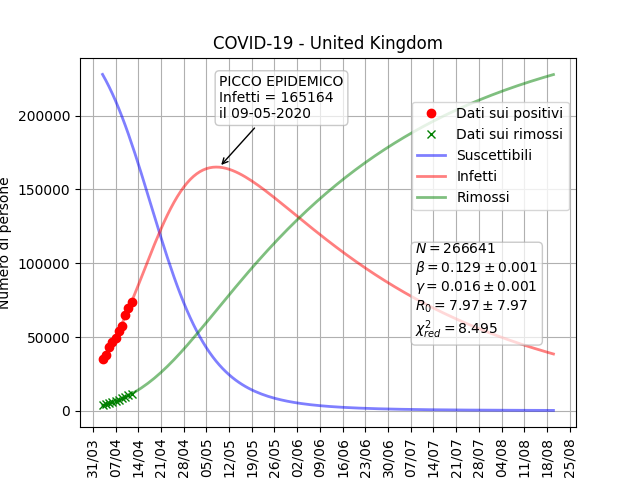 COVID-19 - United Kingdom
PICCO EPIDEMICO
Infetti = 165164
il 09-05-2020
Dati sui positivi
Dati sui rimossi
Suscettibili
Infetti
Rimossi
N = 266641
β = 0.129 ± 0.001
γ = 0.016 ± 0.001
R₀ = 7.97 ± 7.97
χ²_red = 8.495
Numero di persone
200000
150000
100000
50000
0
31/03
07/04
14/04
21/04
28/04
05/05
12/05
19/05
26/05
02/06
09/06
16/06
23/06
30/06
07/07
14/07
21/07
28/07
04/08
11/08
18/08
25/08